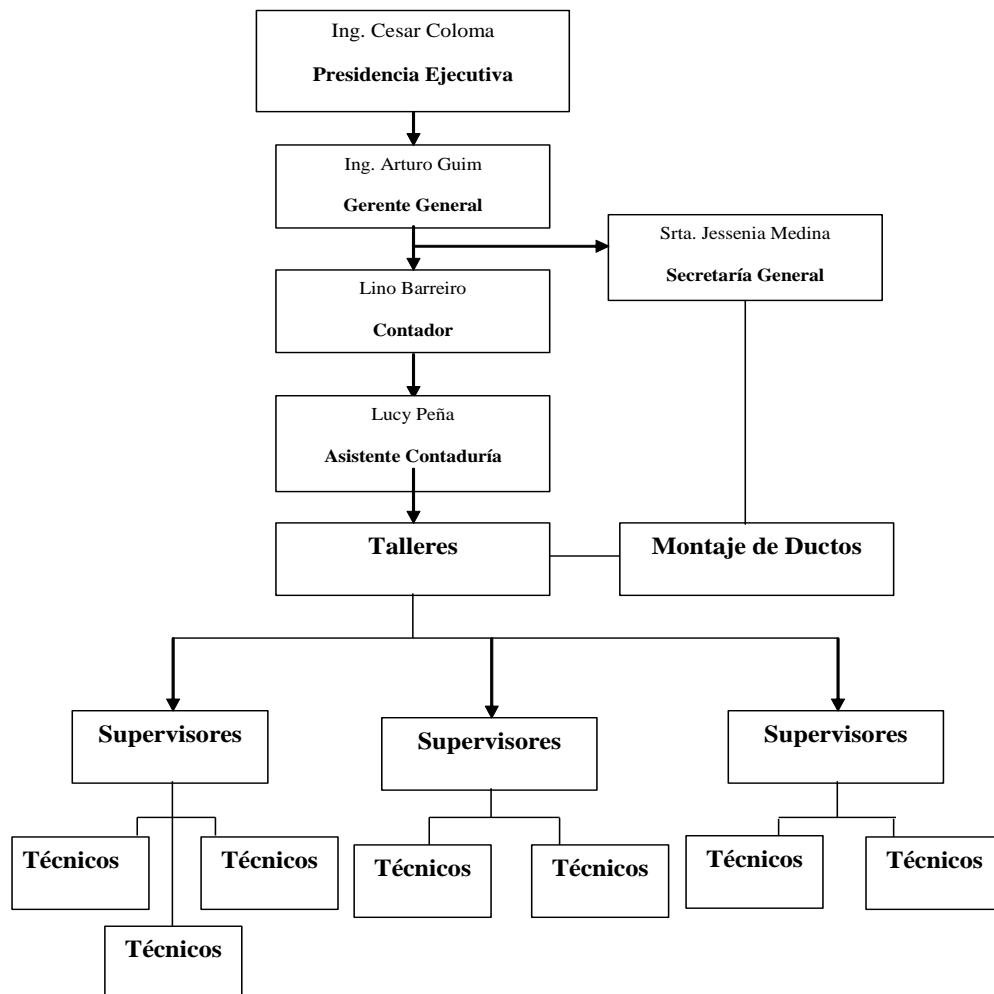 Ing. Cesar Coloma
Presidencia Ejecutiva
Ing. Arturo Guim
Gerente General
Srta. Jessenia Medina
Secretaría General
Lino Barreiro
Contador
Lucy Peña
Asistente Contaduría
Talleres
Montaje de Ductos
Supervisores
Supervisores
Supervisores
Técnicos
Técnicos
Técnicos
Técnicos
Técnicos
Técnicos
Técnicos